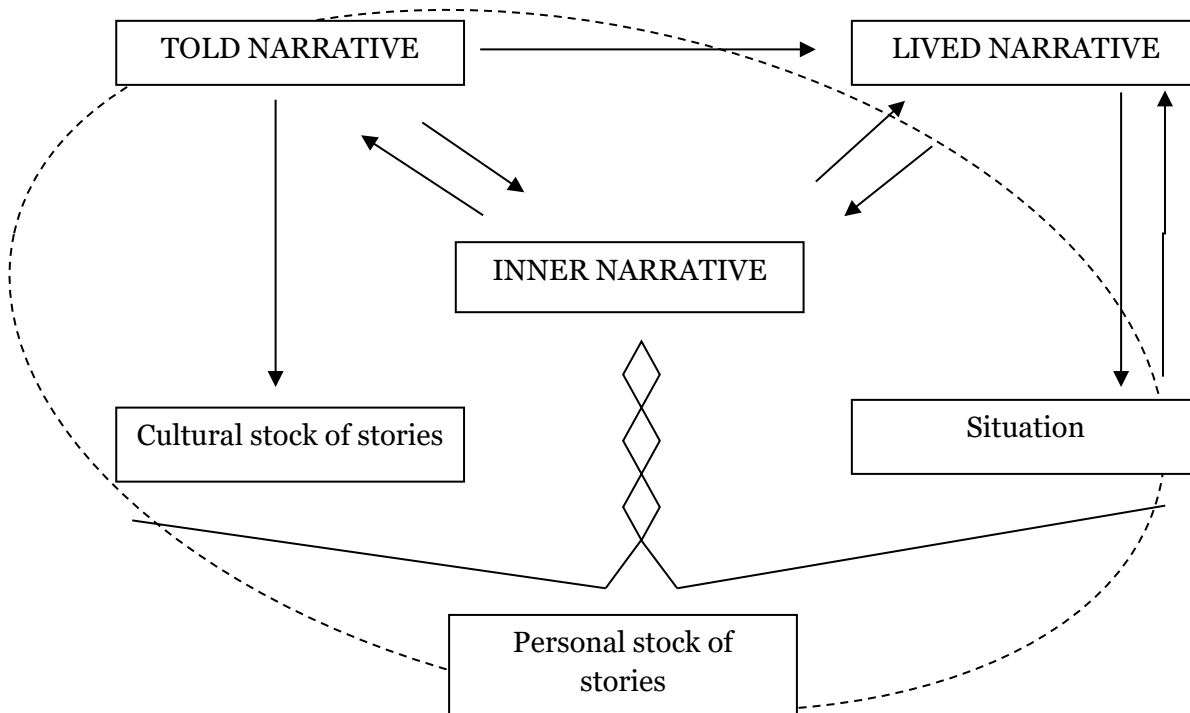 TOLD NARRATIVE
LIVED NARRATIVE
INNER NARRATIVE
Cultural stock of stories
Situation
Personal stock of
stories